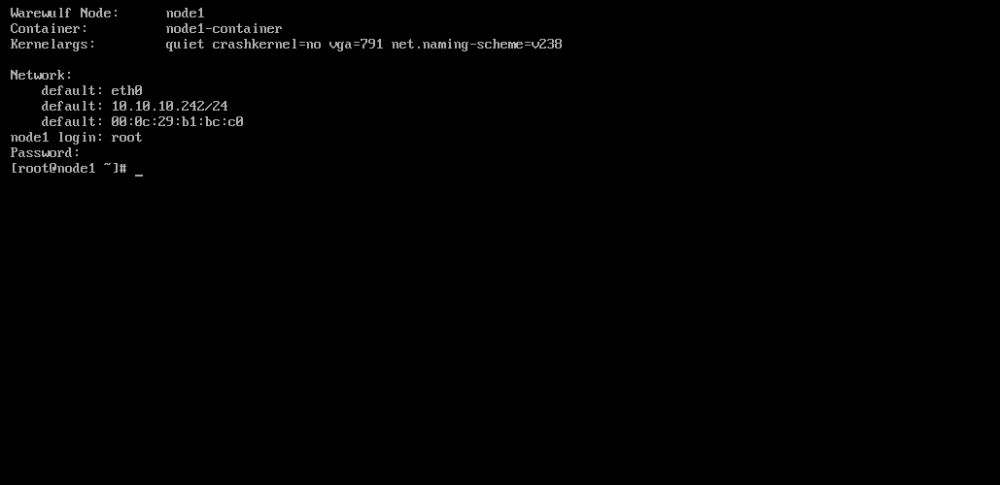 Warewulf Node:      node1
Container:          node1-container
Kernelargs:         quiet crashkernel=no vga=791 net.naming-scheme=v238

Network:
    default: eth0
    default: 10.10.10.242/24
    default: 00:0c:29:b1:bc:c0
node1 login: root
Password:
[root@node1 ~]# _